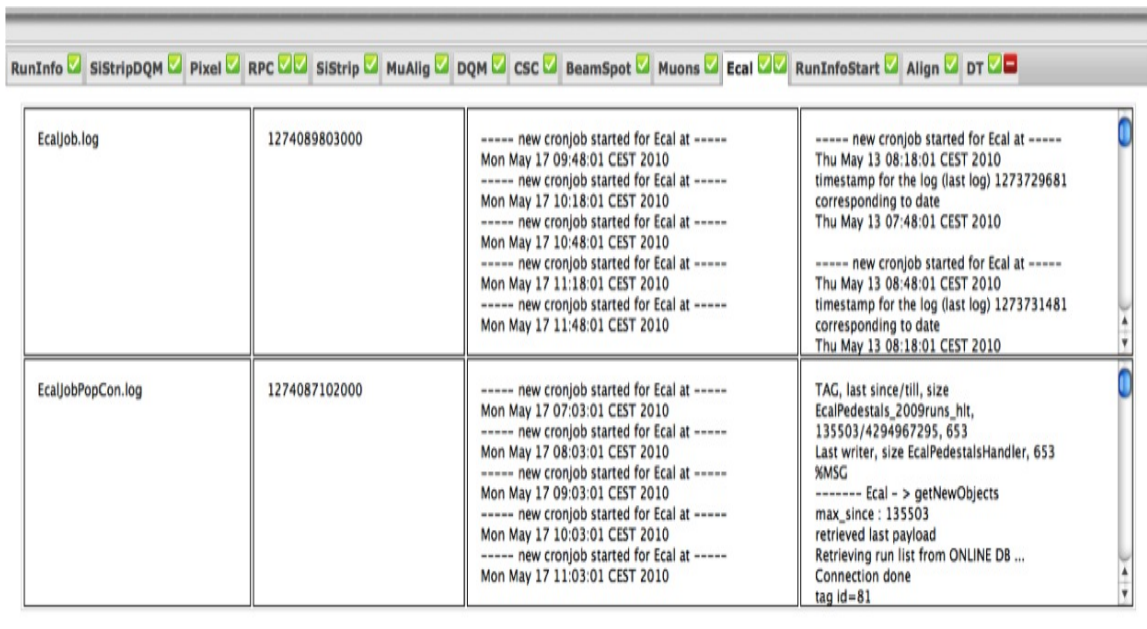 RunInfo SiStripDQM Pixel RPC SiStrip MuAlig DQM CSC BeamSpot Muons Ecal RunInfoStart Align DT
EcalJob.log
1274089803000
----- new cronjob started for Ecal at -----
Mon May 17 09:48:01 CEST 2010
----- new cronjob started for Ecal at -----
Mon May 17 10:18:01 CEST 2010
----- new cronjob started for Ecal at -----
Mon May 17 10:48:01 CEST 2010
----- new cronjob started for Ecal at -----
Mon May 17 11:18:01 CEST 2010
----- new cronjob started for Ecal at -----
Mon May 17 11:48:01 CEST 2010
----- new cronjob started for Ecal at -----
Thu May 13 08:18:01 CEST 2010
timestamp for the log (last log) 1273729681
corresponding to date
Thu May 13 07:48:01 CEST 2010
----- new cronjob started for Ecal at -----
Thu May 13 08:48:01 CEST 2010
timestamp for the log (last log) 1273731481
corresponding to date
Thu May 13 08:18:01 CEST 2010
EcalJobPopCon.log
1274087102000
----- new cronjob started for Ecal at -----
Mon May 17 07:03:01 CEST 2010
----- new cronjob started for Ecal at -----
Mon May 17 08:03:01 CEST 2010
----- new cronjob started for Ecal at -----
Mon May 17 09:03:01 CEST 2010
----- new cronjob started for Ecal at -----
Mon May 17 10:03:01 CEST 2010
----- new cronjob started for Ecal at -----
Mon May 17 11:03:01 CEST 2010
TAG, last since/till, size
EcalPedestals_2009runs_hlt,
135503/4294967295, 653
Last writer, size EcalPedestalsHandler, 653
%MSG
------- Ecal - > getNewObjects
max_since : 135503
retrieved last payload
Retrieving run list from ONLINE DB ...
Connection done
tag id=81